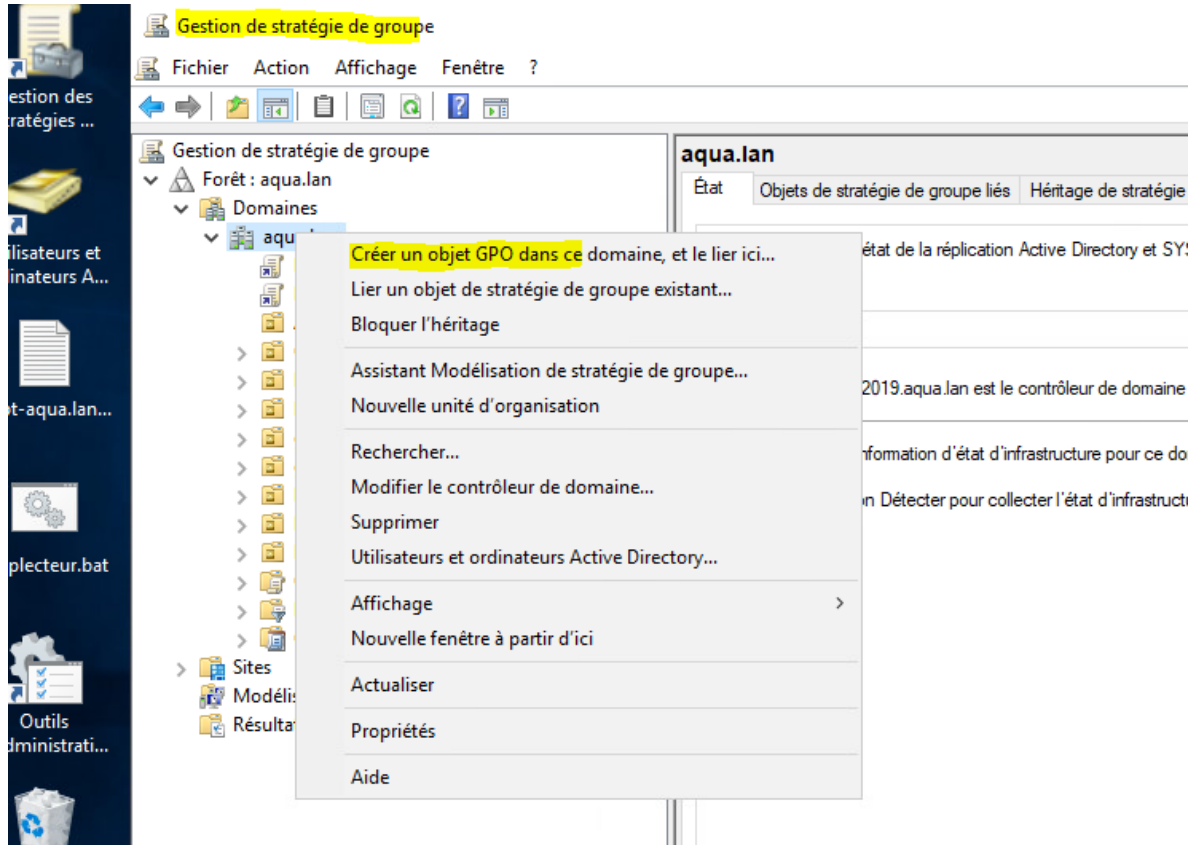 Gestion de stratégie de groupe
Fichier Action Affichage Fenêtre ?
estion des
ratégies ...
Gestion de stratégie de groupe
Forêt : aqua.lan
Domaines
aqu
ilisateurs et
inateurs A...
pt-aqua.lan...
plecteur.bat
Outils
dministrati...
Sites
Modélis
Résulta
Créer un objet GPO dans ce domaine, et le lier ici...
Lier un objet de stratégie de groupe existant...
Bloquer l'héritage
Assistant Modélisation de stratégie de groupe...
Nouvelle unité d'organisation
Rechercher...
Modifier le contrôleur de domaine...
Supprimer
Utilisateurs et ordinateurs Active Directory...
Affichage
Nouvelle fenêtre à partir d'ici
Actualiser
Propriétés
Aide
aqua.lan
État Objets de stratégie de groupe liés Héritage de stratégie
état de la réplication Active Directory et SY
2019.aqua.lan est le contrôleur de domaine
nformation d'état d'infrastructure pour ce do
n Détecter pour collecter l'état d'infrastruct